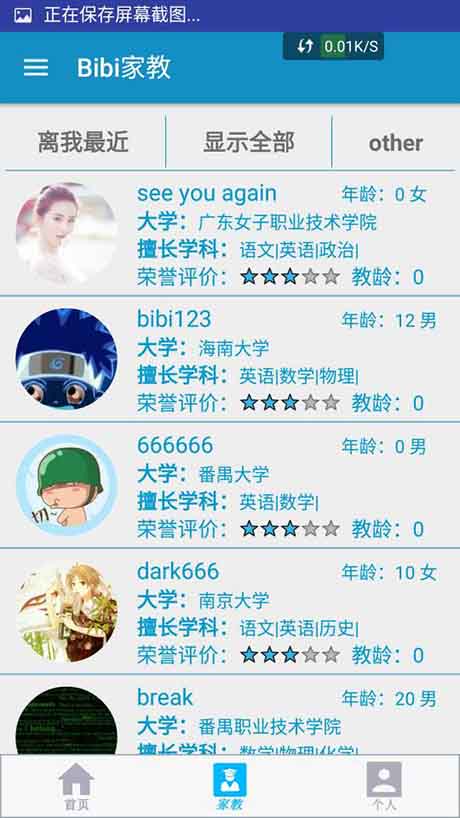 正在保存屏幕截图...
0.01K/S
Bibi家教
离我最近 显示全部 other
see you again 年龄：0 女
大学：广东女子职业技术学院
擅长学科：语文|英语|政治|
荣誉评价： 教龄：0
bibi123 年龄：12 男
大学：海南大学
擅长学科：英语|数学|物理|
荣誉评价： 教龄：0
666666 年龄：0 男
切~
大学：番禺大学
擅长学科：英语|数学|
荣誉评价： 教龄：0
dark666 年龄：10 女
大学：南京大学
擅长学科：语文|英语|历史|
荣誉评价： 教龄：0
break 年龄：20 男
大学：番禺职业技术学院
擅长学科：数学|物理|化学|
首页 家教 个人